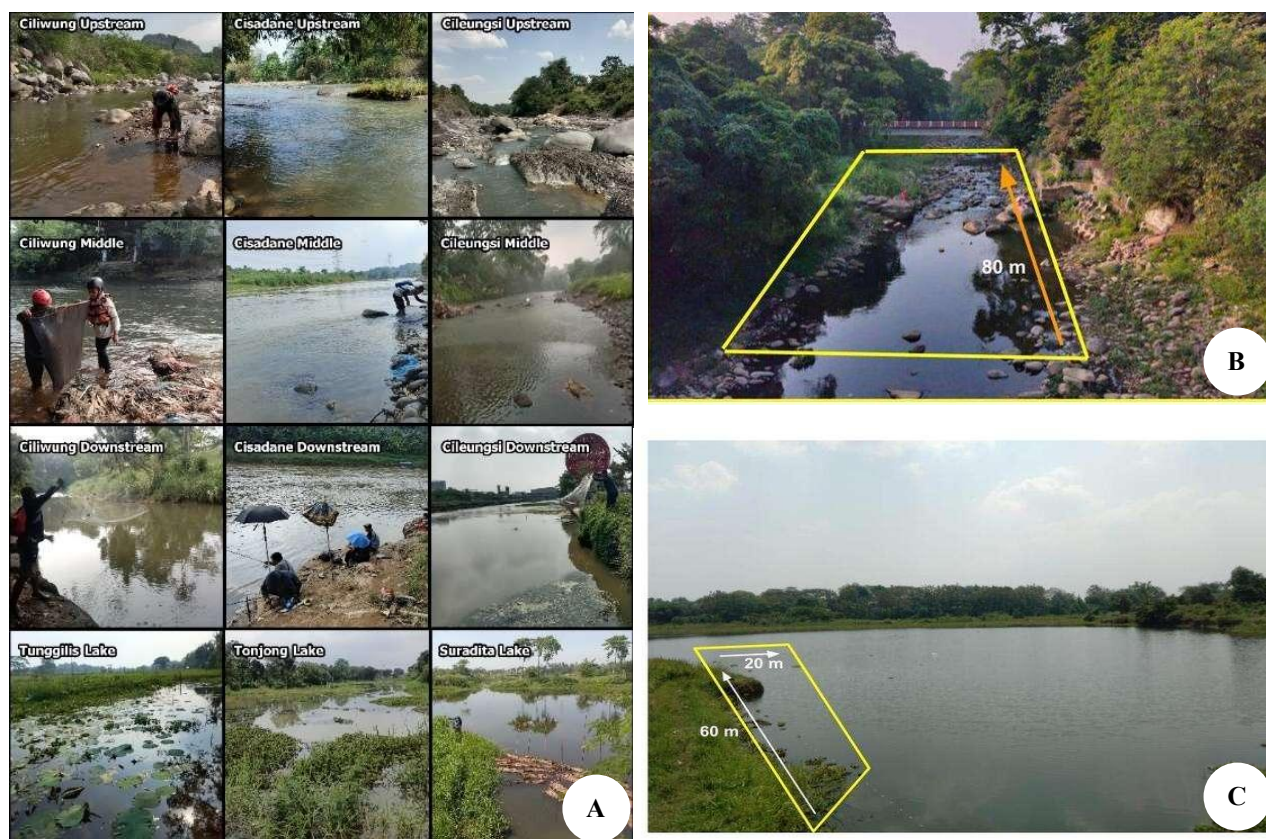 Ciliwung Upstream
Cisadane Upstream
Cileungsi Upstream
Ciliwung Middle
Cisadane Middle
Cileungsi Middle
Ciliwung Downstream
Cisadane Downstream
Cileungsi Downstream
Tunggilis Lake
Tonjong Lake
Suradita Lake
A
80 m
B
20 m
60 m
C